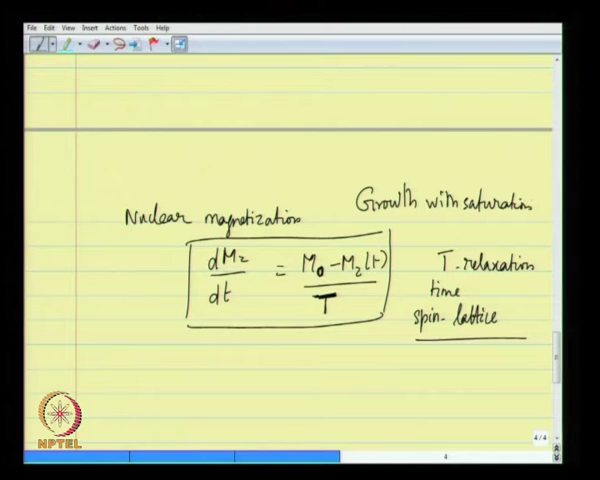 File Edit View Insert Actions Tools Help
Growth with saturation
Nuclear magnetization
dMz/dt = M0 - Mz(t)/T
T. relaxation
time
spin-lattice
4/4
NPTEL
4